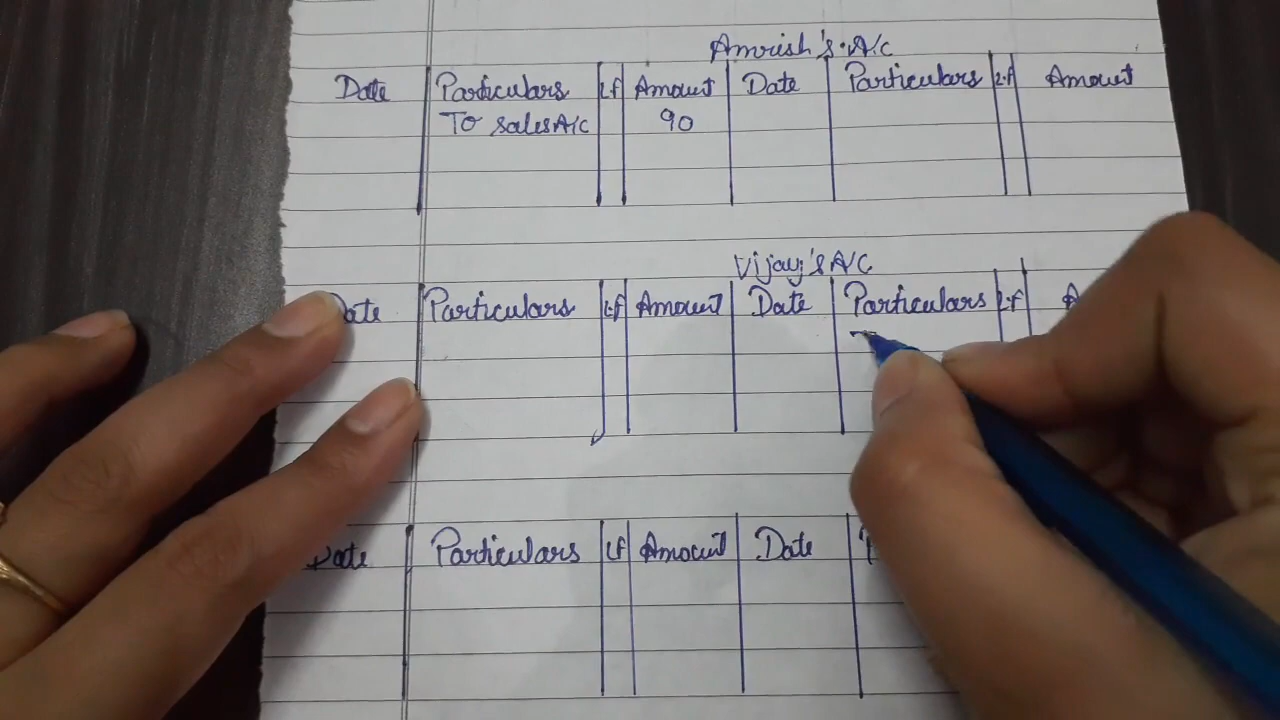 Amrish's A/c
Date Particulars L.f Amount Date Particulars L.f Amount
To sales A/c 90
Vijay's A/C
Date Particulars L.f Amount Date Particulars L.f
Date Particulars L.f Amount Date